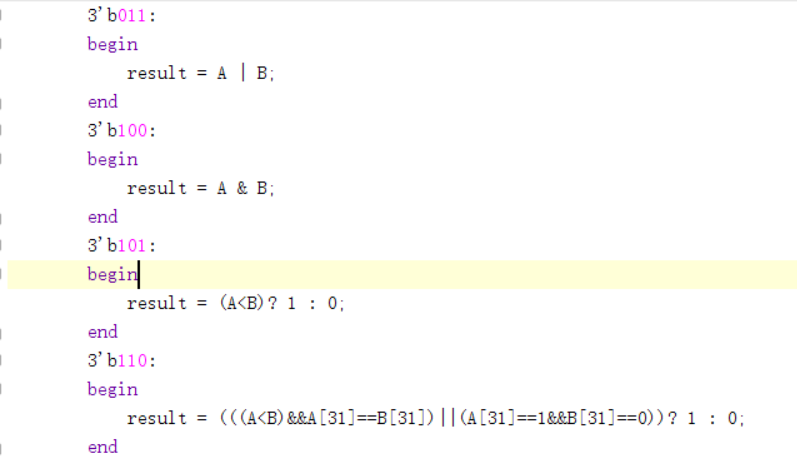 3'b011:
begin
result = A | B;
end
3'b100:
begin
result = A & B;
end
3'b101:
begin
result = (A<B)? 1 : 0;
end
3'b110:
begin
result = (((A<B)&&A[31]==B[31])||(A[31]==1&&B[31]==0))? 1 : 0;
end